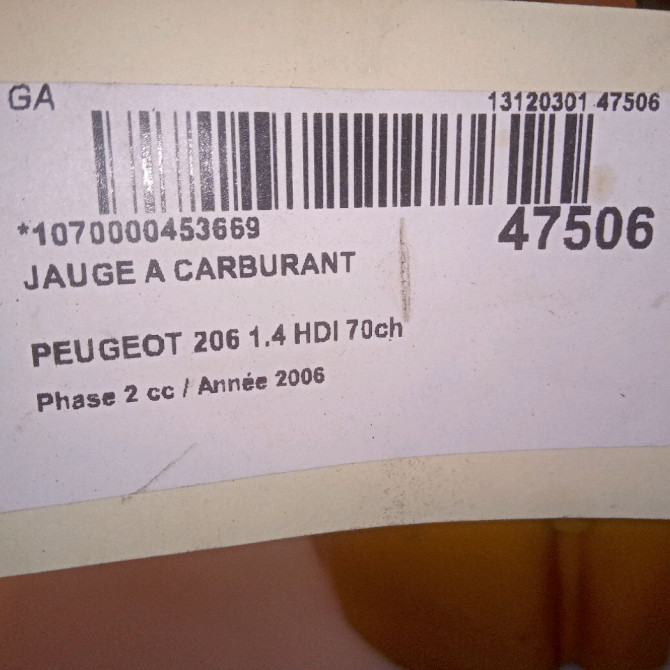 GA
13120301 47506
*1070000453669
47506
JAUGE A CARBURANT
PEUGEOT 206 1.4 HDI 70ch
Phase 2 cc / Année 2006